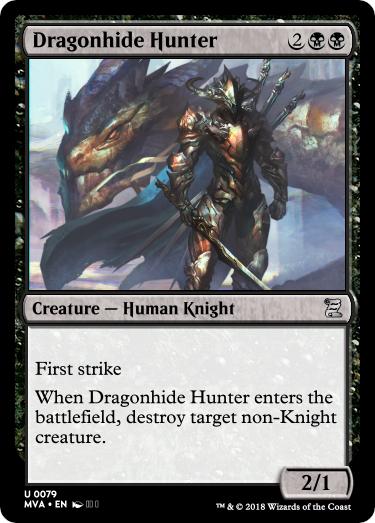 Dragonhide Hunter 2
Creature — Human Knight
First strike
When Dragonhide Hunter enters the
battlefield, destroy target non-Knight
creature.
2/1
U 0079
MVA • EN
™ & © 2018 Wizards of the Coast